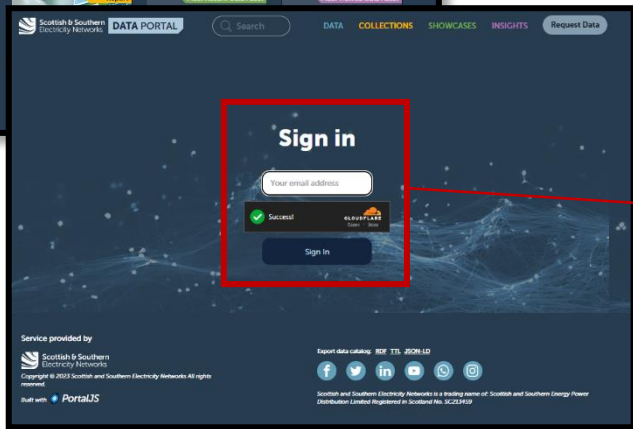 Scottish & Southern
Electricity Networks
DATA PORTAL
Search
DATA
COLLECTIONS
SHOWCASES
INSIGHTS
Request Data
Sign in
Your email address
Success!
CLOUDFLARE
Sign In
Service provided by
Scottish & Southern
Electricity Networks
Copyright © 2023 Scottish and Southern Electricity Networks All rights
reserved.
Built with PortalJS
Export data catalog: RDF TTL JSON-LD
Scottish and Southern Electricity Networks is a trading name of: Scottish and Southern Energy Power
Distribution Limited Registered in Scotland No. SC213459